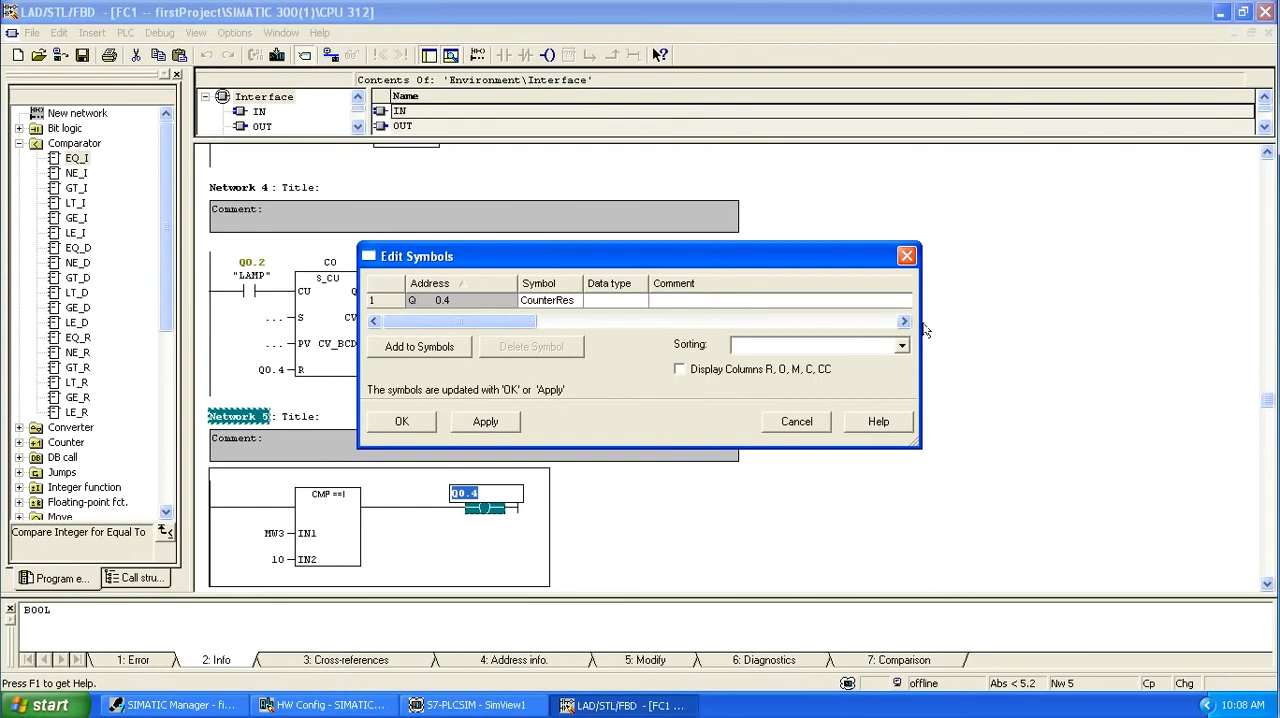 LAD/STL/FBD - [FC1 -- firstProject\SIMATIC 300(1)\CPU 312]
File Edit Insert PLC Debug View Options Window Help
Contents Of: 'Environment\Interface'
Interface
IN
OUT
Name
IN
OUT
New network
Bit logic
Comparator
EQ_I
NE_I
GT_I
LT_I
GE_I
LE_I
EQ_D
NE_D
GT_D
LT_D
GE_D
LE_D
EQ_R
NE_R
GT_R
LT_R
GE_R
LE_R
Converter
Counter
DB call
Jumps
Integer function
Floating-point fct.
Move
Compare Integer for Equal To
Program e... Call stru...
Network 4 : Title:
Comment:
Q0.2
"LAMP"
C0
S_CU
CU Q
... S CV
... PV CV_BCD
Q0.4 R
Network 5 : Title:
Comment:
CMP ==I
Q0.4
MW3 IN1
10 IN2
Edit Symbols
Address Symbol Data type Comment
1 Q 0.4 CounterRes
Add to Symbols Delete Symbol Sorting:
Display Columns R, O, M, C, CC
The symbols are updated with 'OK' or 'Apply'
OK Apply Cancel Help
BOOL
1: Error 2: Info 3: Cross-references 4: Address info. 5: Modify 6: Diagnostics 7: Comparison
Press F1 to get Help. offline Abs < 5.2 Nw 5 Cp Chg
start SIMATIC Manager - fi... HW Config - SIMATIC... S7-PLCSIM - SimView1 LAD/STL/FBD - [FC1 ... 10:08 AM